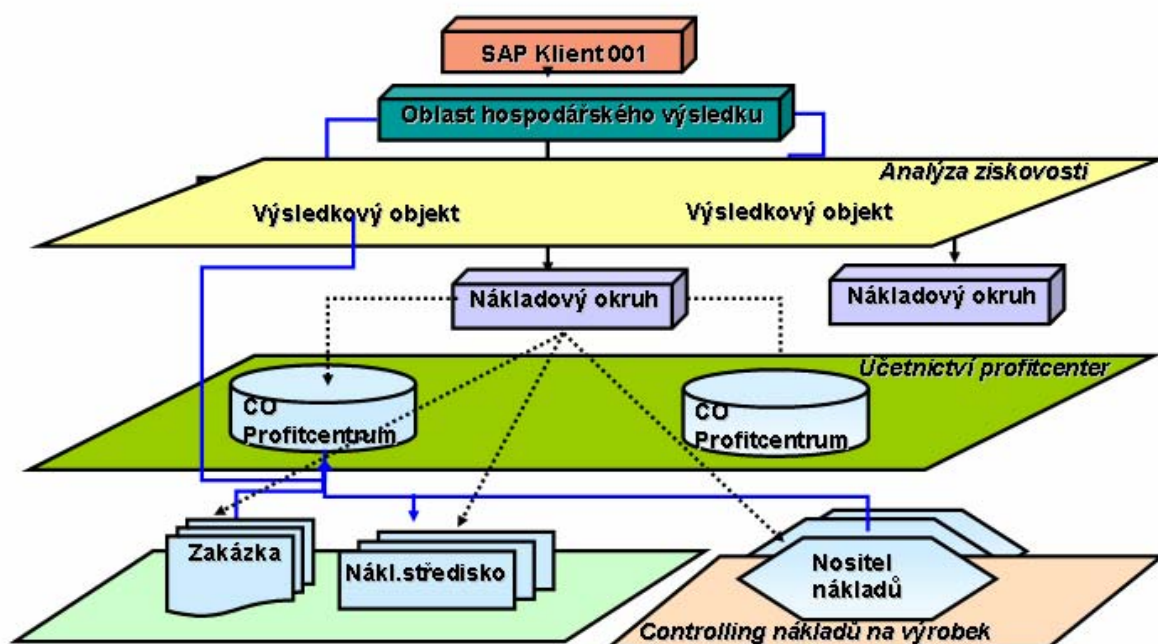 SAP Klient 001
Oblast hospodářského výsledku
Analýza ziskovosti
Výsledkový objekt
Výsledkový objekt
Nákladový okruh
Nákladový okruh
Účetnictví profitcenter
CO
Profitcentrum
CO
Profitcentrum
Zakázka
Nákl.středisko
Nositel
nákladů
Controlling nákladů na výrobek